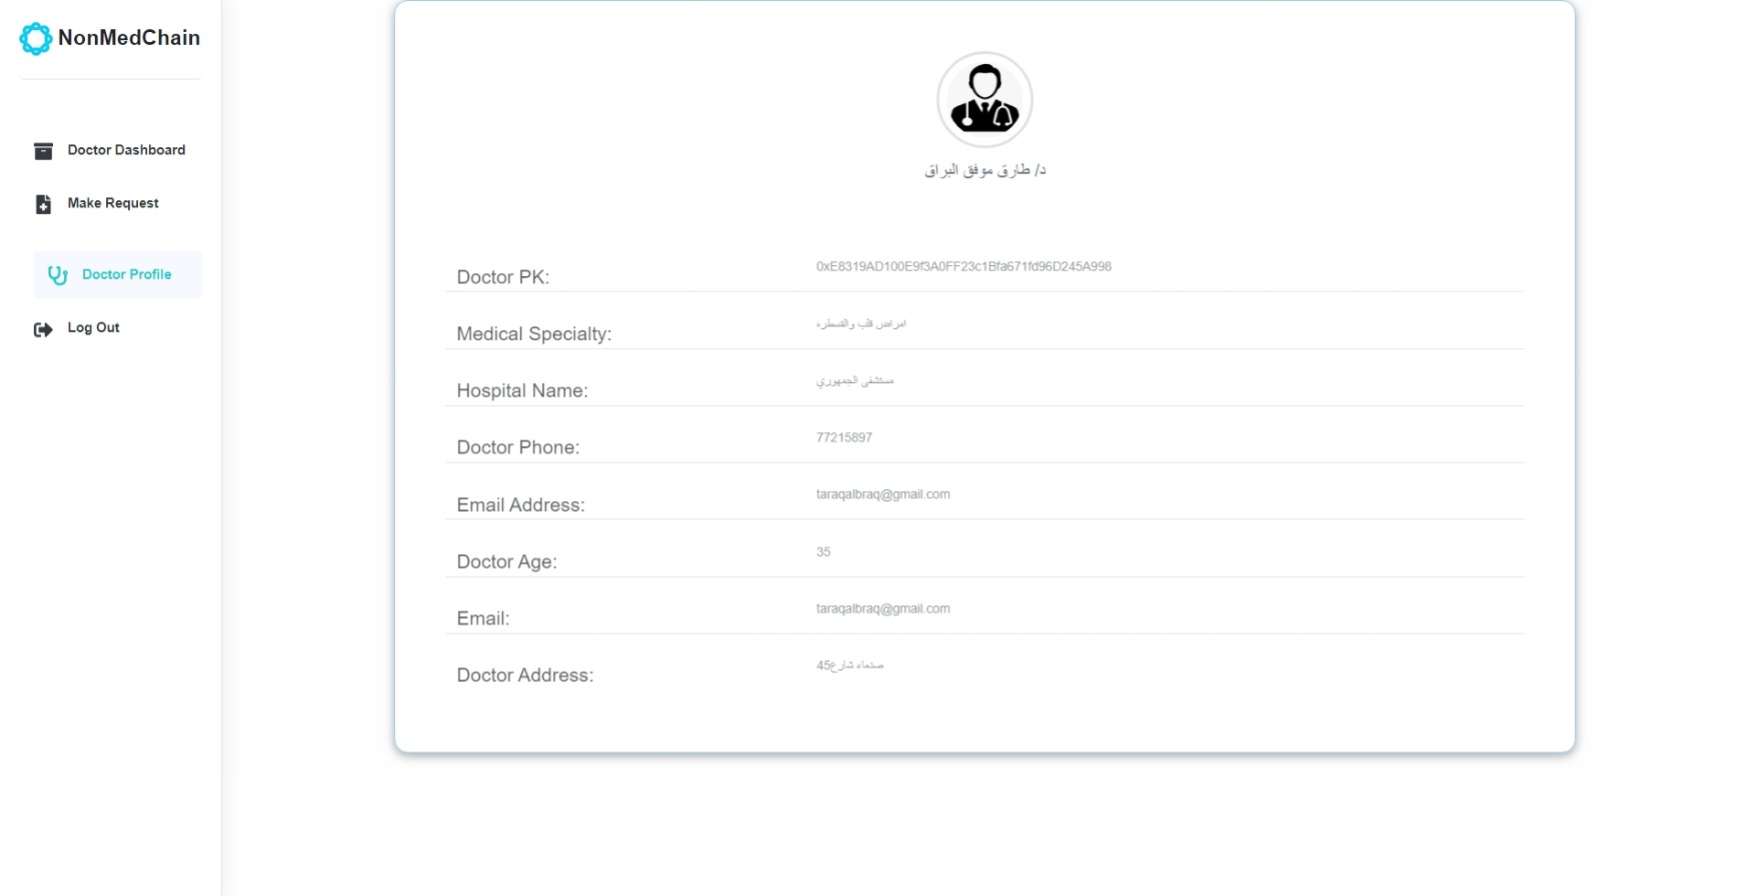 NonMedChain
Doctor Dashboard
Make Request
Doctor Profile
Log Out
د/ طارق موفق البراق
Doctor PK: 0xE8319AD100E9f3A0FF23c1Bfa671fd96D245A998
Medical Specialty: امراض قلب والقسطره
Hospital Name: مستشفى الجمهوري
Doctor Phone: 77215897
Email Address: taraqalbraq@gmail.com
Doctor Age: 35
Email: taraqalbraq@gmail.com
Doctor Address: صنعاء شارع45